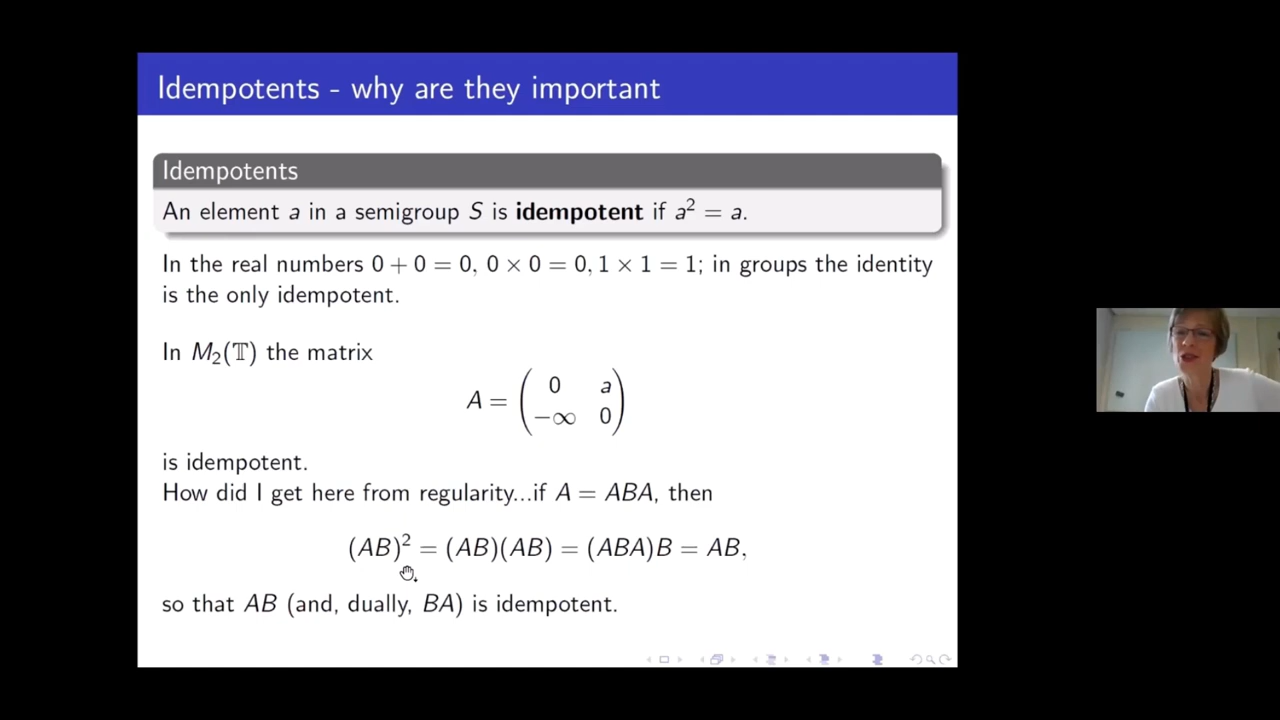 Idempotents - why are they important
Idempotents
An element a in a semigroup S is idempotent if a² = a.
In the real numbers 0 + 0 = 0, 0 × 0 = 0, 1 × 1 = 1; in groups the identity
is the only idempotent.
In M₂(𝕋) the matrix
A = ( 0 a
−∞ 0 )
is idempotent.
How did I get here from regularity...if A = ABA, then
(AB)² = (AB)(AB) = (ABA)B = AB,
so that AB (and, dually, BA) is idempotent.